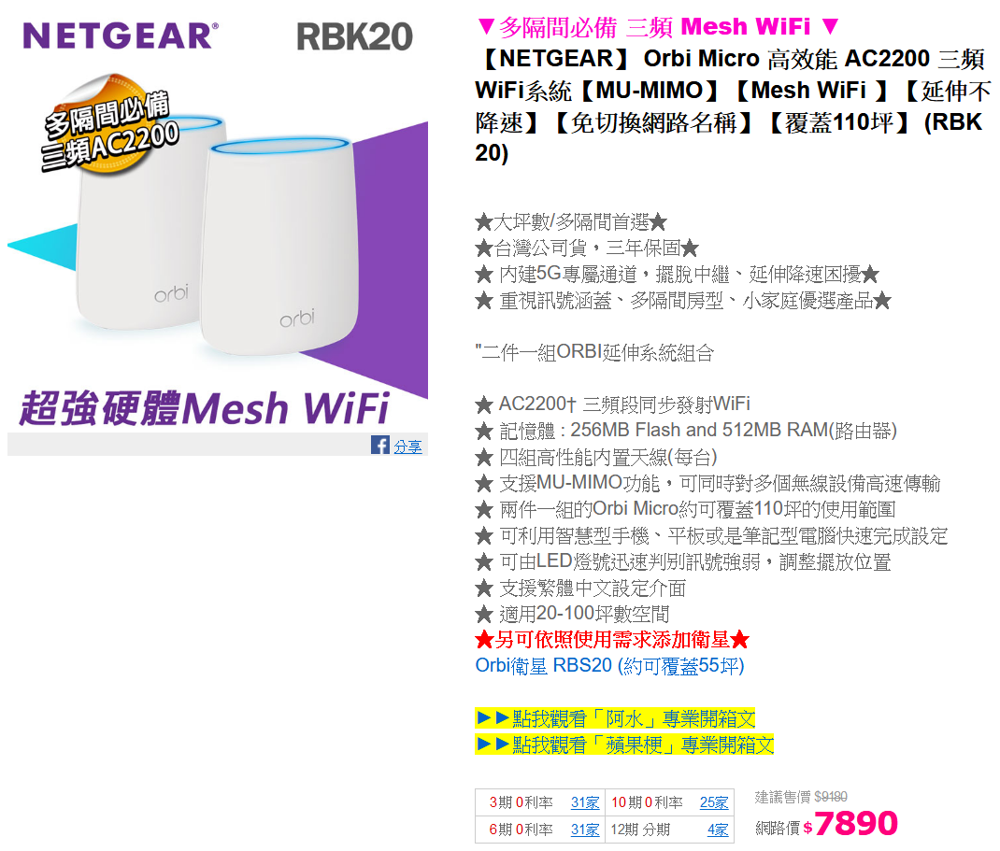 NETGEAR®
RBK20
多隔間必備
三頻AC2200
orbi
orbi
超強硬體Mesh WiFi
分享
▼多隔間必備 三頻 Mesh WiFi ▼
【NETGEAR】 Orbi Micro 高效能 AC2200 三頻
WiFi系統【MU-MIMO】【Mesh WiFi 】【延伸不
降速】【免切換網路名稱】【覆蓋110坪】 (RBK
20)
★大坪數/多隔間首選★
★台灣公司貨，三年保固★
★ 內建5G專屬通道，擺脫中繼、延伸降速困擾★
★ 重視訊號涵蓋、多隔間房型、小家庭優選產品★
"二件一組ORBI延伸系統組合
★ AC2200† 三頻段同步發射WiFi
★ 記憶體 : 256MB Flash and 512MB RAM(路由器)
★ 四組高性能內置天線(每台)
★ 支援MU-MIMO功能，可同時對多個無線設備高速傳輸
★ 兩件一組的Orbi Micro約可覆蓋110坪的使用範圍
★ 可利用智慧型手機、平板或是筆記型電腦快速完成設定
★ 可由LED燈號迅速判別訊號強弱，調整擺放位置
★ 支援繁體中文設定介面
★ 適用20-100坪數空間
★另可依照使用需求添加衛星★
Orbi衛星 RBS20 (約可覆蓋55坪)
►►點我觀看「阿水」專業開箱文
►►點我觀看「蘋果梗」專業開箱文
3期 0利率 31家 10期 0利率 25家
6期 0利率 31家 12期 分期 4家
建議售價 $9180
網路價 $7890